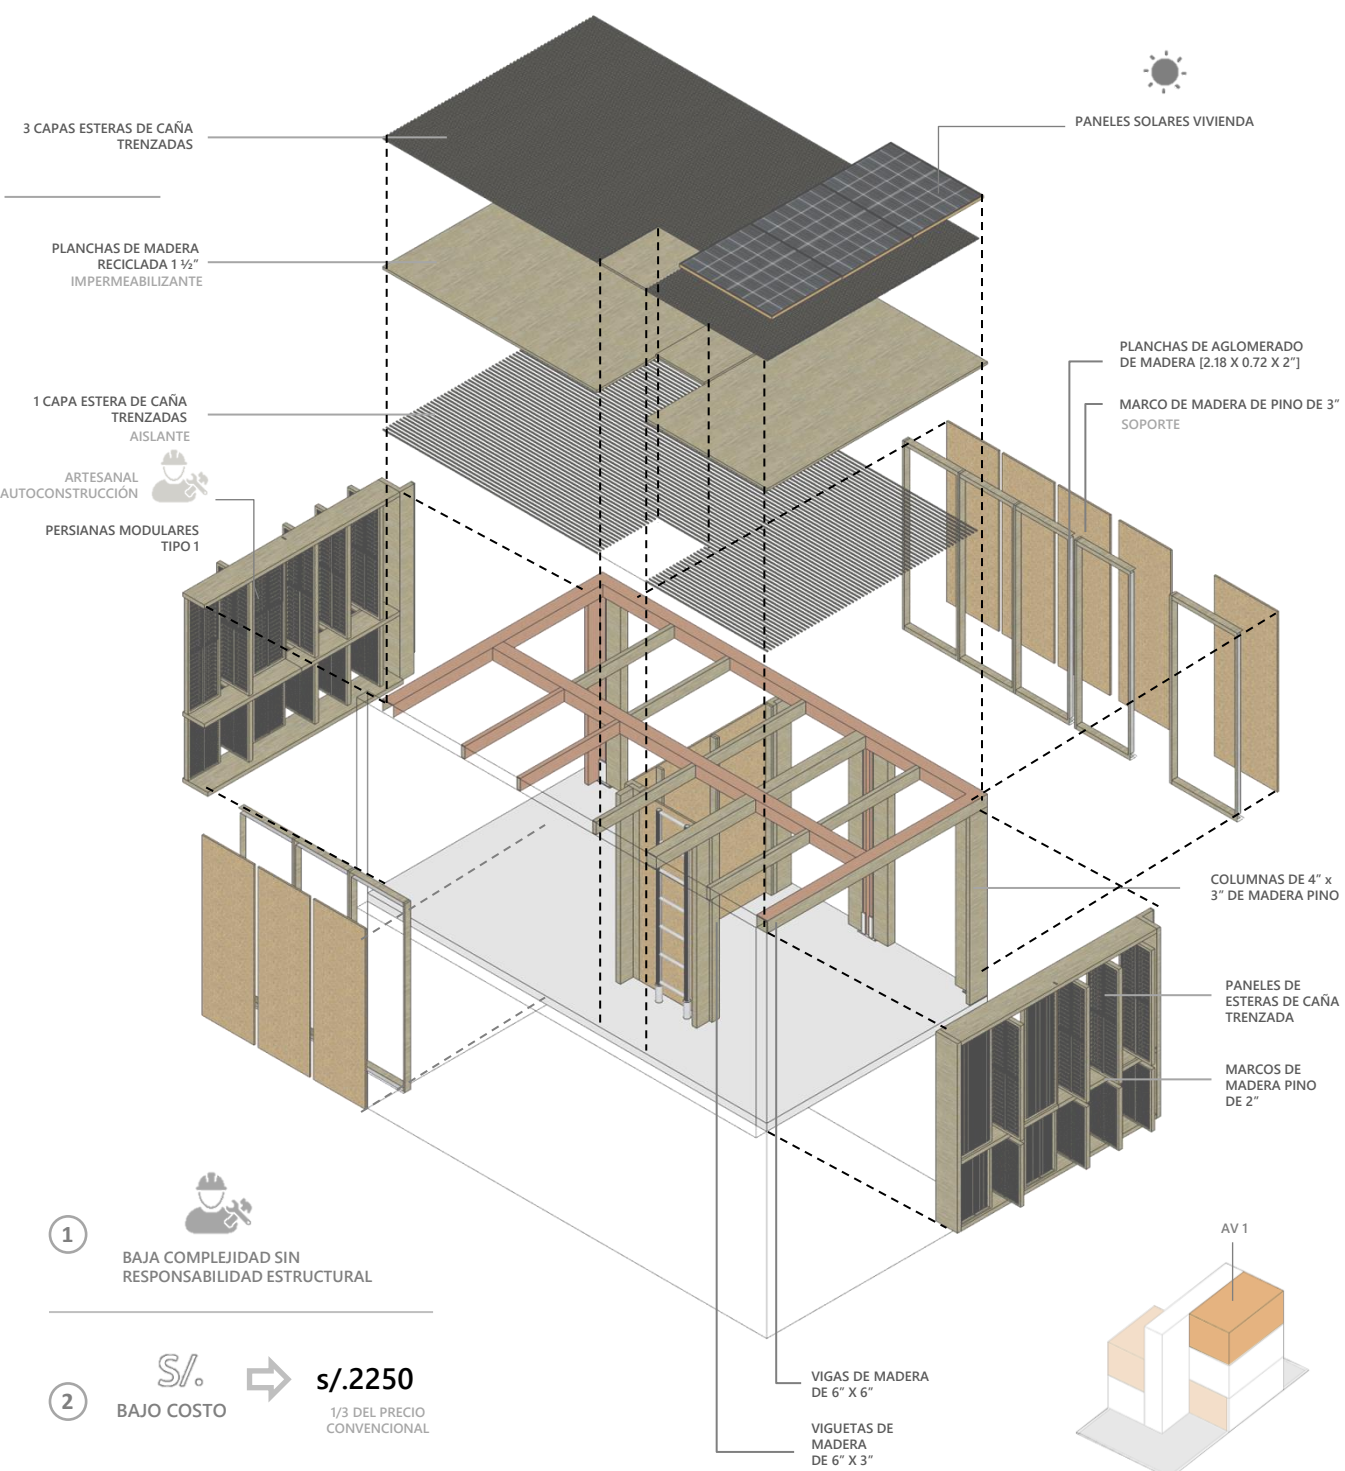 3 CAPAS ESTERAS DE CAÑA
TRENZADAS
PANELES SOLARES VIVIENDA
PLANCHAS DE MADERA
RECICLADA 1 ½”
IMPERMEABILIZANTE
PLANCHAS DE AGLOMERADO
DE MADERA [2.18 X 0.72 X 2”]
MARCO DE MADERA DE PINO DE 3”
SOPORTE
1 CAPA ESTERA DE CAÑA
TRENZADAS
AISLANTE
ARTESANAL
AUTOCONSTRUCCIÓN
PERSIANAS MODULARES
TIPO 1
COLUMNAS DE 4” x
3” DE MADERA PINO
PANELES DE
ESTERAS DE CAÑA
TRENZADA
MARCOS DE
MADERA PINO
DE 2”
1
BAJA COMPLEJIDAD SIN
RESPONSABILIDAD ESTRUCTURAL
AV 1
2
S/.
BAJO COSTO
s/.2250
1/3 DEL PRECIO
CONVENCIONAL
VIGAS DE MADERA
DE 6” X 6”
VIGUETAS DE
MADERA
DE 6” X 3”